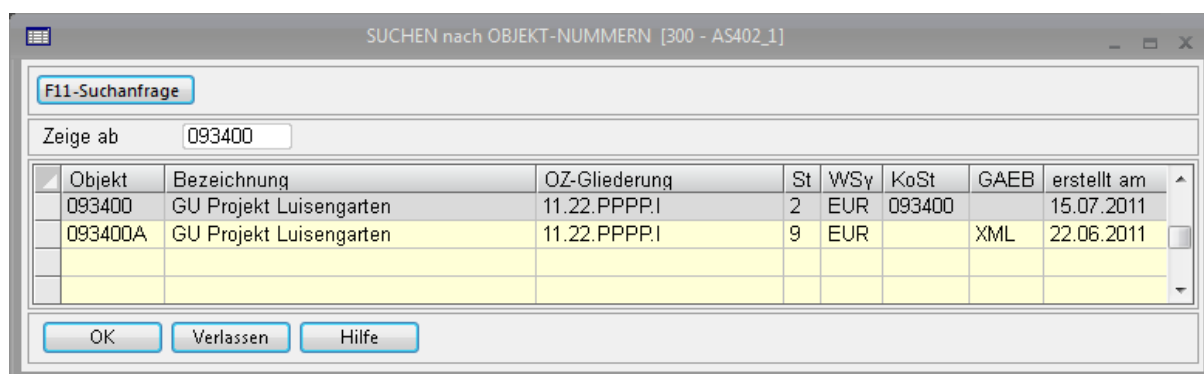 SUCHEN nach OBJEKT-NUMMERN [300 - AS402_1]
F11-Suchanfrage
Zeige ab 093400
Objekt Bezeichnung OZ-Gliederung St WSy KoSt GAEB erstellt am
093400 GU Projekt Luisengarten 11.22.PPPP.I 2 EUR 093400 15.07.2011
093400A GU Projekt Luisengarten 11.22.PPPP.I 9 EUR XML 22.06.2011
OK Verlassen Hilfe